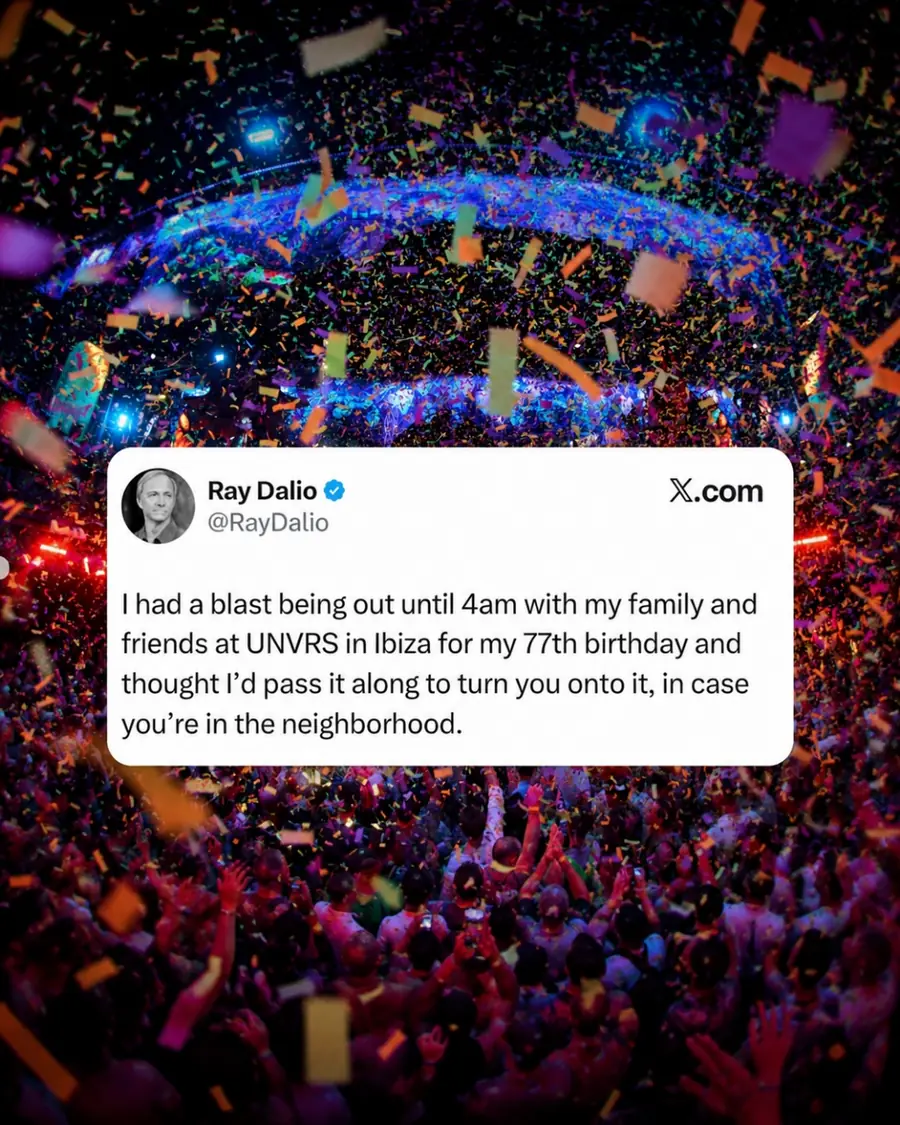 Ray Dalio
@RayDalio
X.com
I had a blast being out until 4am with my family and
friends at UNVRS in Ibiza for my 77th birthday and
thought I’d pass it along to turn you onto it, in case
you’re in the neighborhood.